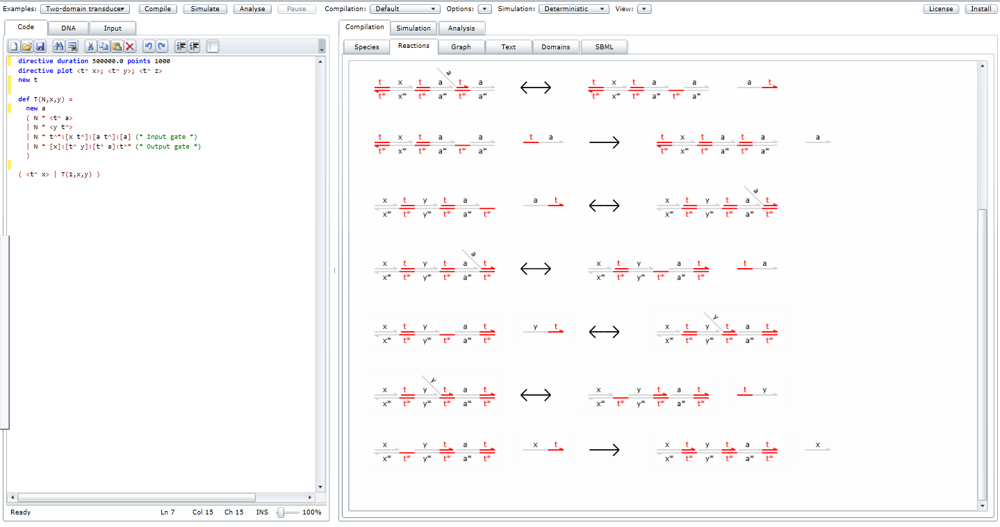 Examples: Two-domain transducer Compile Simulate Analyse Pause Compilation: Default Options: Simulation: Deterministic View: License Install
Code DNA Input
Compilation Simulation Analysis
Species Reactions Graph Text Domains SBML
directive duration 500000.0 points 1000
directive plot <t^ x>; <t^ y>; <t^ z>
new t
def T(N,x,y) =
new a
( N * <t^ a>
| N * <y t^>
| N * t^*:[x t^]:[a t^]:[a] (* Input gate *)
| N * [x]:[t^ y]:[t^ a]:t^* (* Output gate *)
)
( <t^ x> | T(1,x,y) )
Ready Ln 7 Col 15 Ch 15 INS 100%
a
t x t a t a t x t a a a t
t* x* t* a* t* a* t* x* t* a* t* a*
t x t a a t a t x t a t a a
t* x* t* a* t* a* t* x* t* a* t* a*
a
x t y t a a t x t y t a t
x* t* y* t* a* t* x* t* y* t* a* t*
a
x t y t a t x t y a t t a
x* t* y* t* a* t* x* t* y* t* a* t*
y
x t y a t y t x t y t a t
x* t* y* t* a* t* x* t* y* t* a* t*
y
x t y t a t x y t a t t y
x* t* y* t* a* t* x* t* y* t* a* t*
x y t a t x t x t y t a t x
x* t* y* t* a* t* x* t* y* t* a* t*